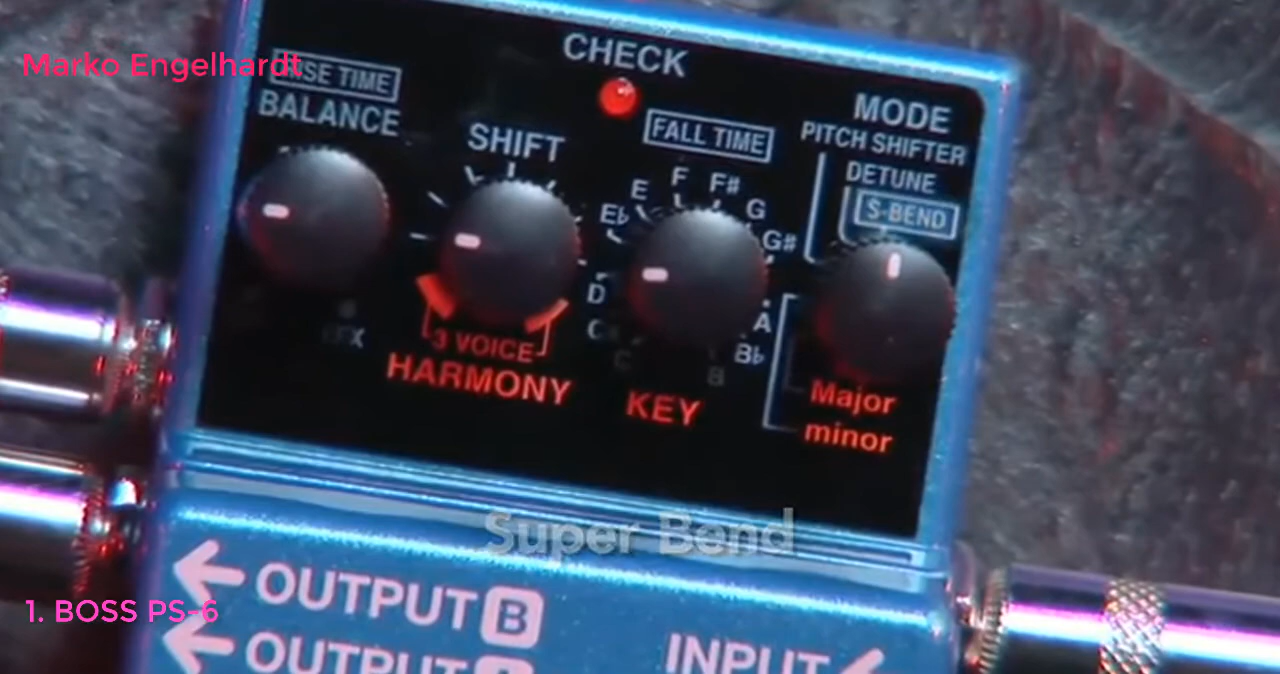 Marko Engelhardt
RISE TIME
BALANCE
CHECK
SHIFT
FALL TIME
MODE
PITCH SHIFTER
DETUNE
S-BEND
E
F
F#
G
E♭
G#
D
A
C
B♭
B
3 VOICE
HARMONY
KEY
Major
minor
Super Bend
OUTPUT B
OUTPUT
INPUT
1. BOSS PS-6